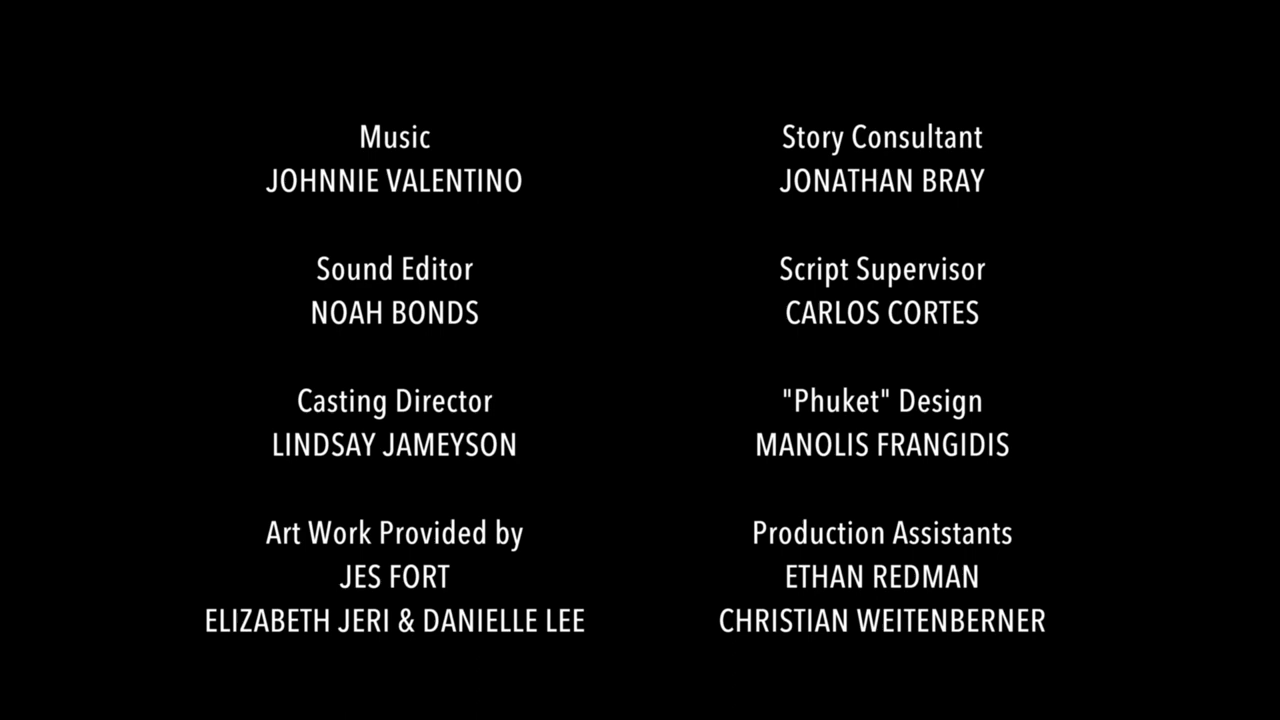 Music
JOHNNIE VALENTINO
Sound Editor
NOAH BONDS
Casting Director
LINDSAY JAMEYSON
Art Work Provided by
JES FORT
ELIZABETH JERI & DANIELLE LEE
Story Consultant
JONATHAN BRAY
Script Supervisor
CARLOS CORTES
"Phuket" Design
MANOLIS FRANGIDIS
Production Assistants
ETHAN REDMAN
CHRISTIAN WEITENBERNER